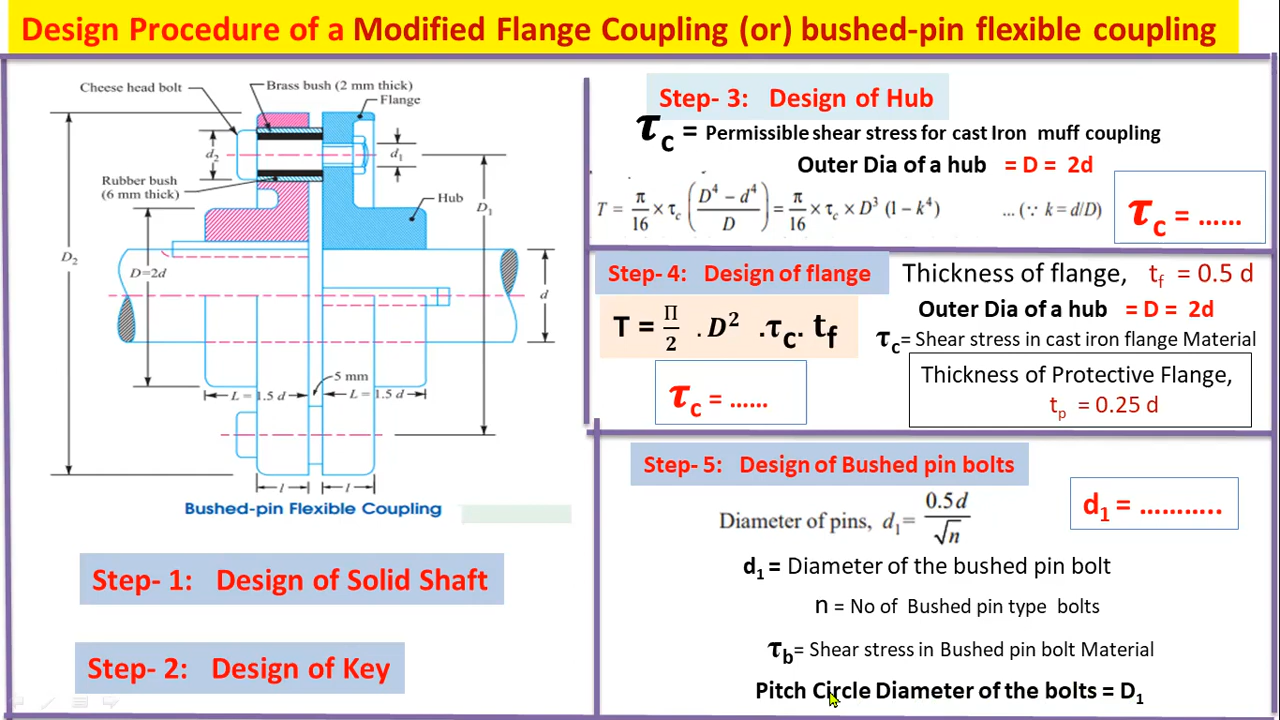 Design Procedure of a Modified Flange Coupling (or) bushed-pin flexible coupling
Cheese head bolt
Brass bush (2 mm thick)
Flange
d2
d1
Rubber bush
(6 mm thick)
Hub
D1
D2
D=2d
d
5 mm
L = 1.5 d
L = 1.5 d
l
l
Bushed-pin Flexible Coupling
Step- 1: Design of Solid Shaft
Step- 2: Design of Key
Step- 3: Design of Hub
τc = Permissible shear stress for cast Iron muff coupling
Outer Dia of a hub = D = 2d
T = π/16 × τc (D⁴ – d⁴ / D) = π/16 × τc × D³ (1 – k⁴) ... (∵ k = d/D)
τc = ......
Step- 4: Design of flange
Thickness of flange, tf = 0.5 d
Outer Dia of a hub = D = 2d
T = Π/2 . D² .τc. tf
τc= Shear stress in cast iron flange Material
τc = ......
Thickness of Protective Flange,
tp = 0.25 d
Step- 5: Design of Bushed pin bolts
Diameter of pins, d1= 0.5d / √n
d1 = ...........
d1 = Diameter of the bushed pin bolt
n = No of Bushed pin type bolts
τb= Shear stress in Bushed pin bolt Material
Pitch Circle Diameter of the bolts = D1